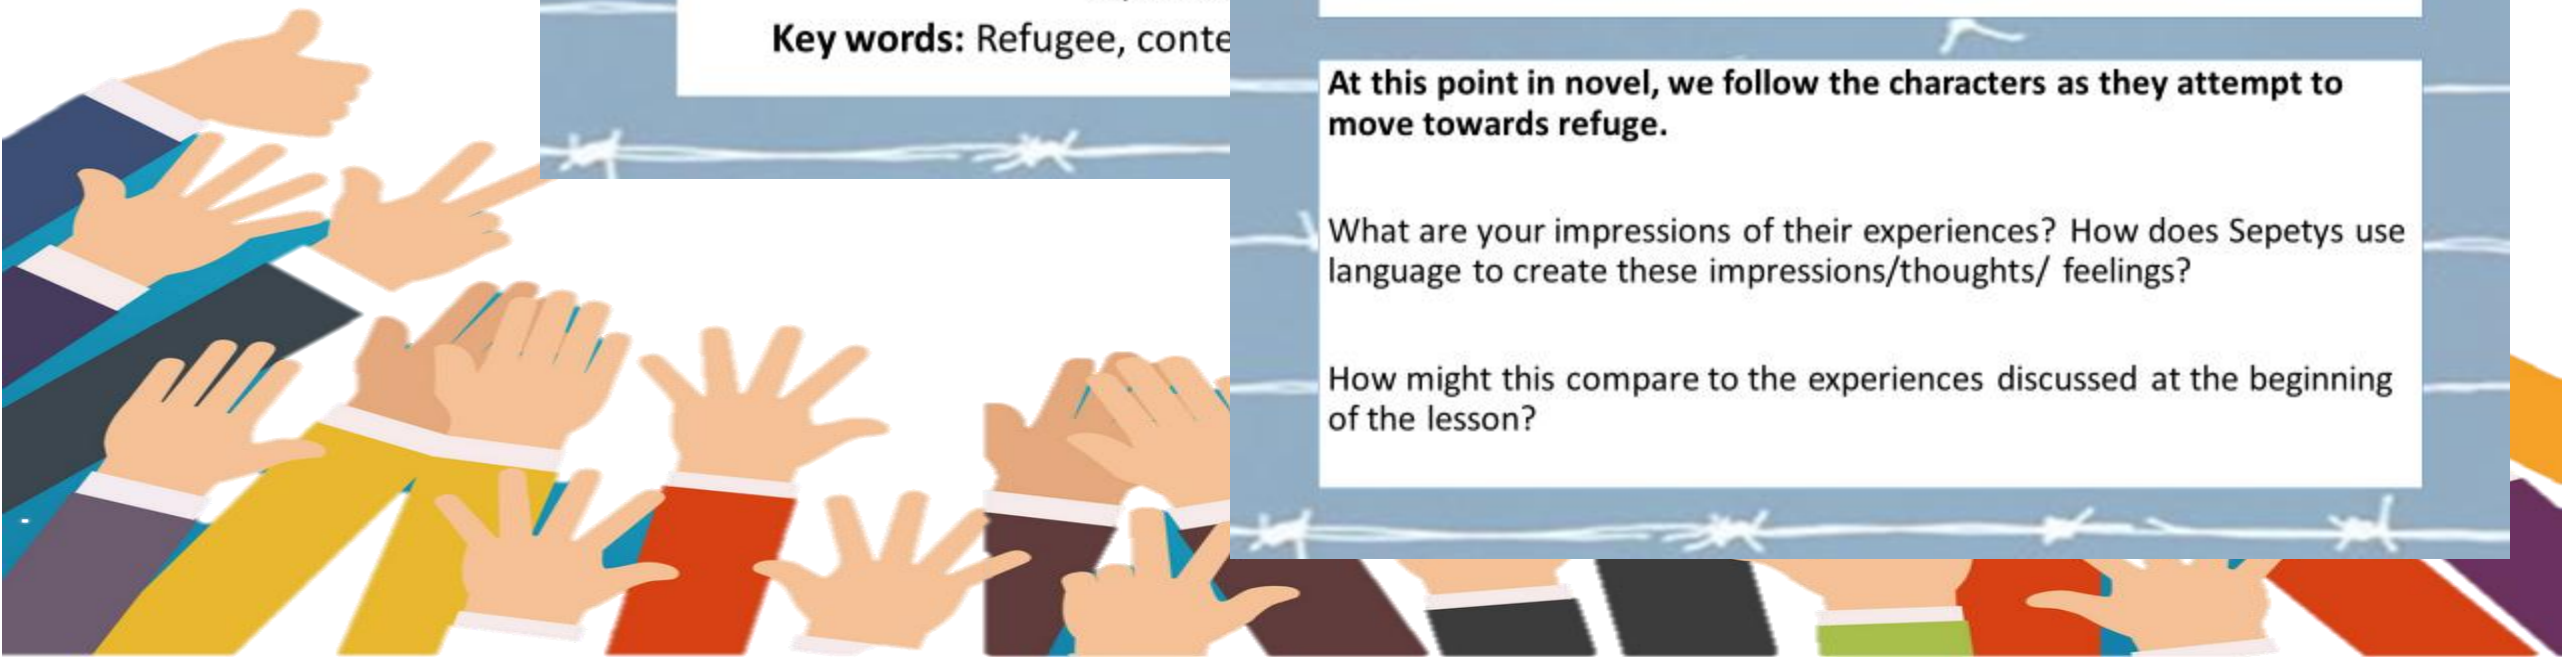 Key words: Refugee, conte
At this point in novel, we follow the characters as they attempt to
move towards refuge.
What are your impressions of their experiences? How does Sepetys use
language to create these impressions/thoughts/ feelings?
How might this compare to the experiences discussed at the beginning
of the lesson?